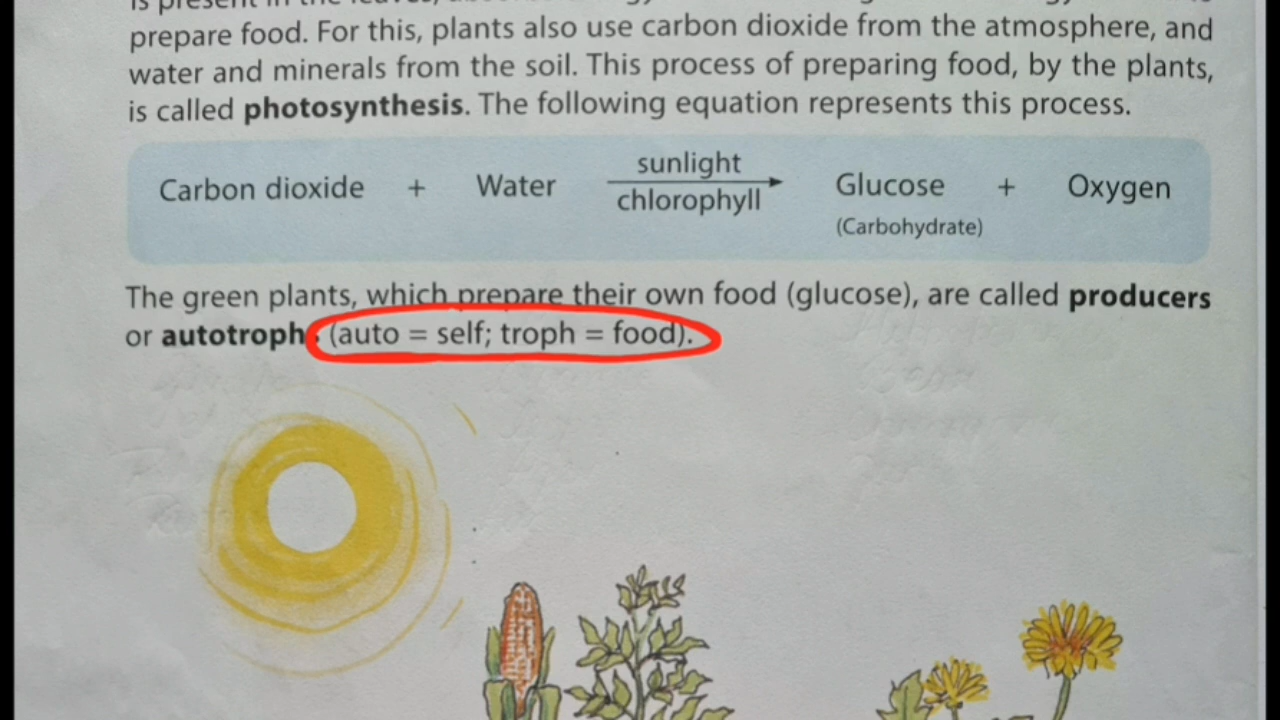 prepare food. For this, plants also use carbon dioxide from the atmosphere, and
water and minerals from the soil. This process of preparing food, by the plants,
is called photosynthesis. The following equation represents this process.
Carbon dioxide + Water sunlight chlorophyll Glucose + Oxygen
(Carbohydrate)
The green plants, which prepare their own food (glucose), are called producers
or autotrophs (auto = self; troph = food).